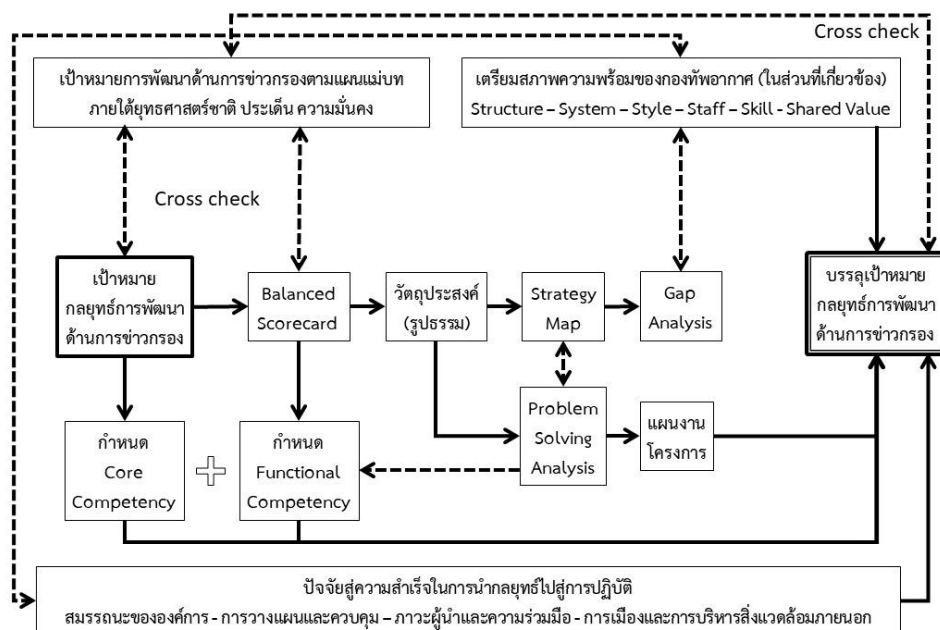 Cross check
เป้าหมายการพัฒนาด้านการข่าวกรองตามแผนแม่บท
ภายใต้ยุทธศาสตร์ชาติ ประเด็น ความมั่นคง
เตรียมสภาพความพร้อมของกองทัพอากาศ (ในส่วนที่เกี่ยวข้อง)
Structure – System – Style – Staff – Skill - Shared Value
Cross check
เป้าหมาย
กลยุทธ์การพัฒนา
ด้านการข่าวกรอง
Balanced
Scorecard
วัตถุประสงค์
(รูปธรรม)
Strategy
Map
Gap
Analysis
บรรลุเป้าหมาย
กลยุทธ์การพัฒนา
ด้านการข่าวกรอง
กำหนด
Core
Competency
กำหนด
Functional
Competency
Problem
Solving
Analysis
แผนงาน
โครงการ
ปัจจัยสู่ความสำเร็จในการนำกลยุทธ์ไปสู่การปฏิบัติ
สมรรถนะขององค์การ - การวางแผนและควบคุม – ภาวะผู้นำและความร่วมมือ - การเมืองและการบริหารสิ่งแวดล้อมภายนอก